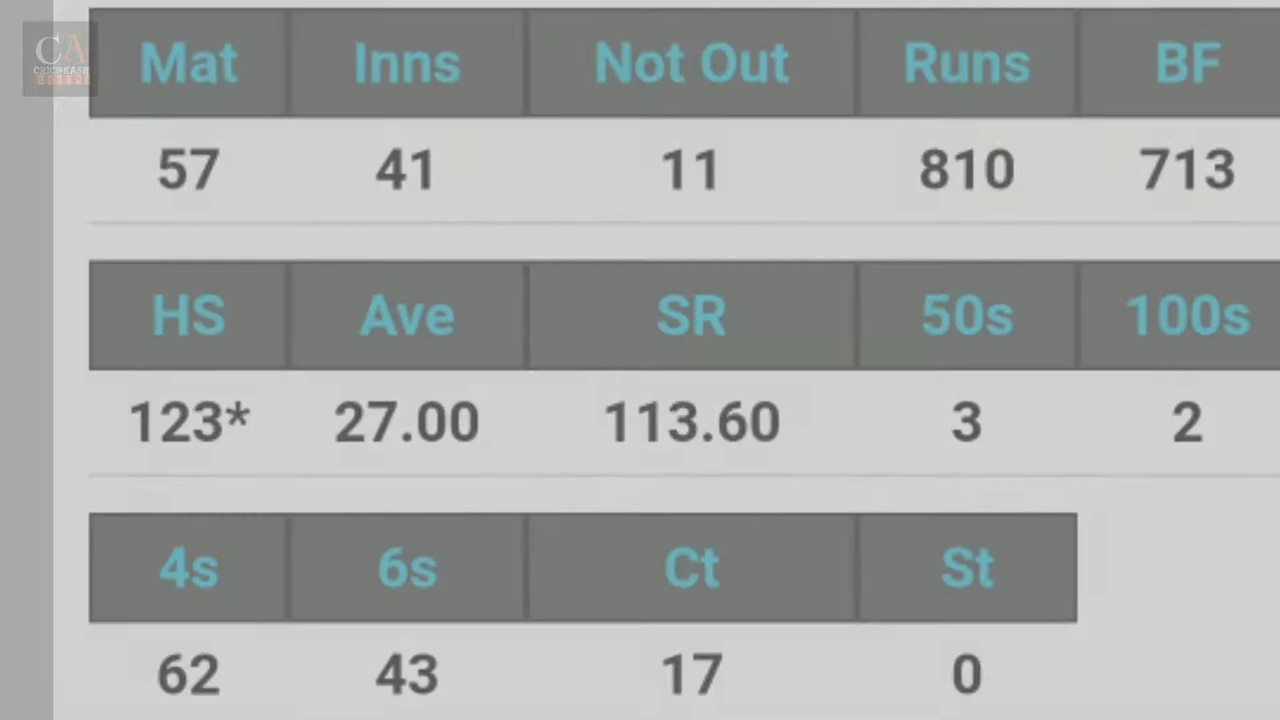 CA
CRICAKASH
Mat Inns Not Out Runs BF
57 41 11 810 713
HS Ave SR 50s 100s
123* 27.00 113.60 3 2
4s 6s Ct St
62 43 17 0